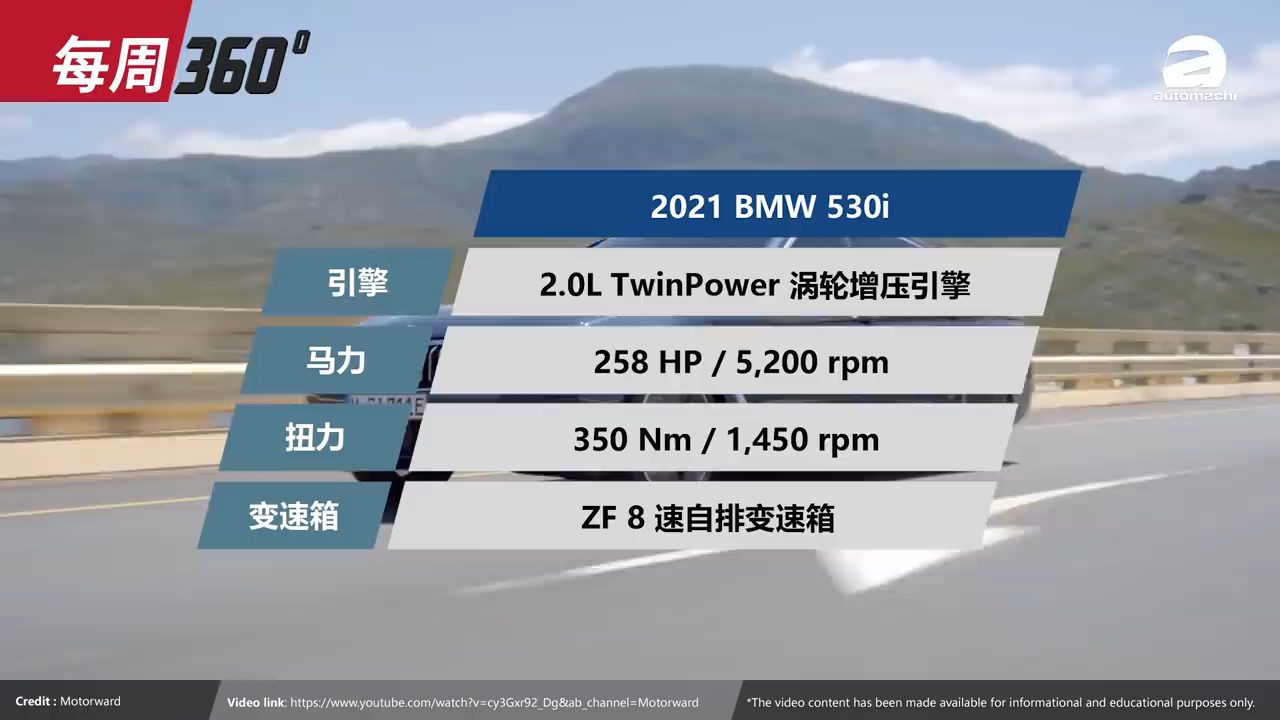 每周360°
automachi
2021 BMW 530i
引擎 2.0L TwinPower 涡轮增压引擎
马力 258 HP / 5,200 rpm
扭力 350 Nm / 1,450 rpm
变速箱 ZF 8 速自排变速箱
Credit : Motorward
Video link: https://www.youtube.com/watch?v=cy3Gxr92_Dg&ab_channel=Motorward
*The video content has been made available for informational and educational purposes only.